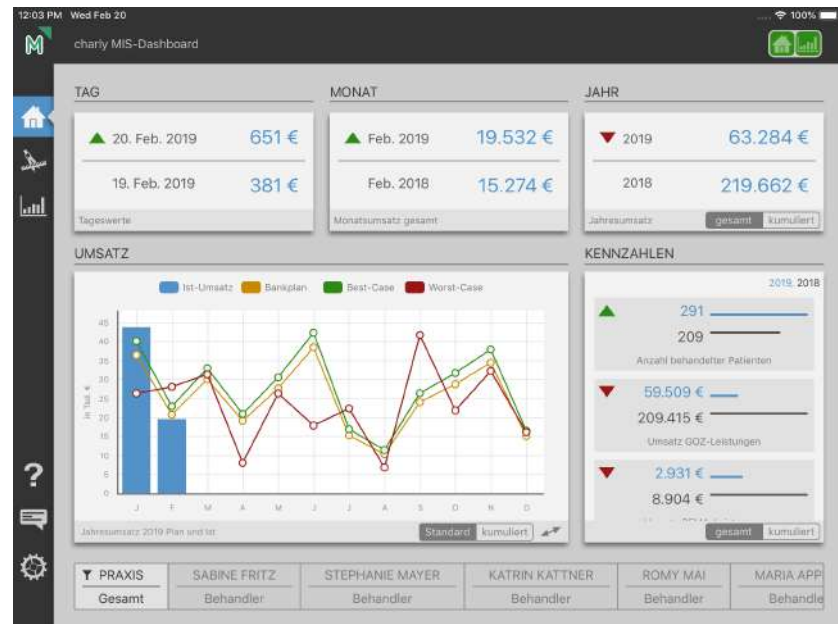 12:03 PM Wed Feb 20
100%
M
chariy MIS-Dashboard
TAG
MONAT
JAHR
20. Feb. 2019 651 €
19. Feb. 2019 381 €
Tageswerte
Feb. 2019 19.532 €
Feb. 2018 15.274 €
Monatsumsatz gesamt
2019 63.284 €
2018 219.662 €
Jahresumsatz gesamt kumuliert
UMSATZ
KENNZAHLEN
Ist-Umsatz Bankplan Best-Case Worst-Case
in Tsd. €
45
40
35
30
25
20
15
10
5
0
J F M A M J J A S O N D
Jahresumsatz 2019 Plan und Ist
Standard kumuliert
2019, 2018
291
209
Anzahl behandelter Patienten
59.509 €
209.415 €
Umsatz GOZ-Leistungen
2.931 €
8.904 €
gesamt kumuliert
?
PRAXIS SABINE FRITZ STEPHANIE MAYER KATRIN KATTNER ROMY MAI MARIA APP
Gesamt Behandler Behandler Behandler Behandler Behandle